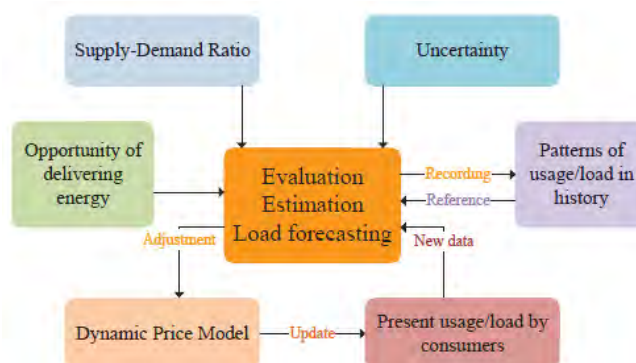 Supply-Demand Ratio
Uncertainty
Opportunity of
delivering
energy
Evaluation
Estimation
Load forecasting
Recording
Reference
Patterns of
usage/load in
history
Adjustment
New data
Dynamic Price Model
Update
Present usage/load by
consumers